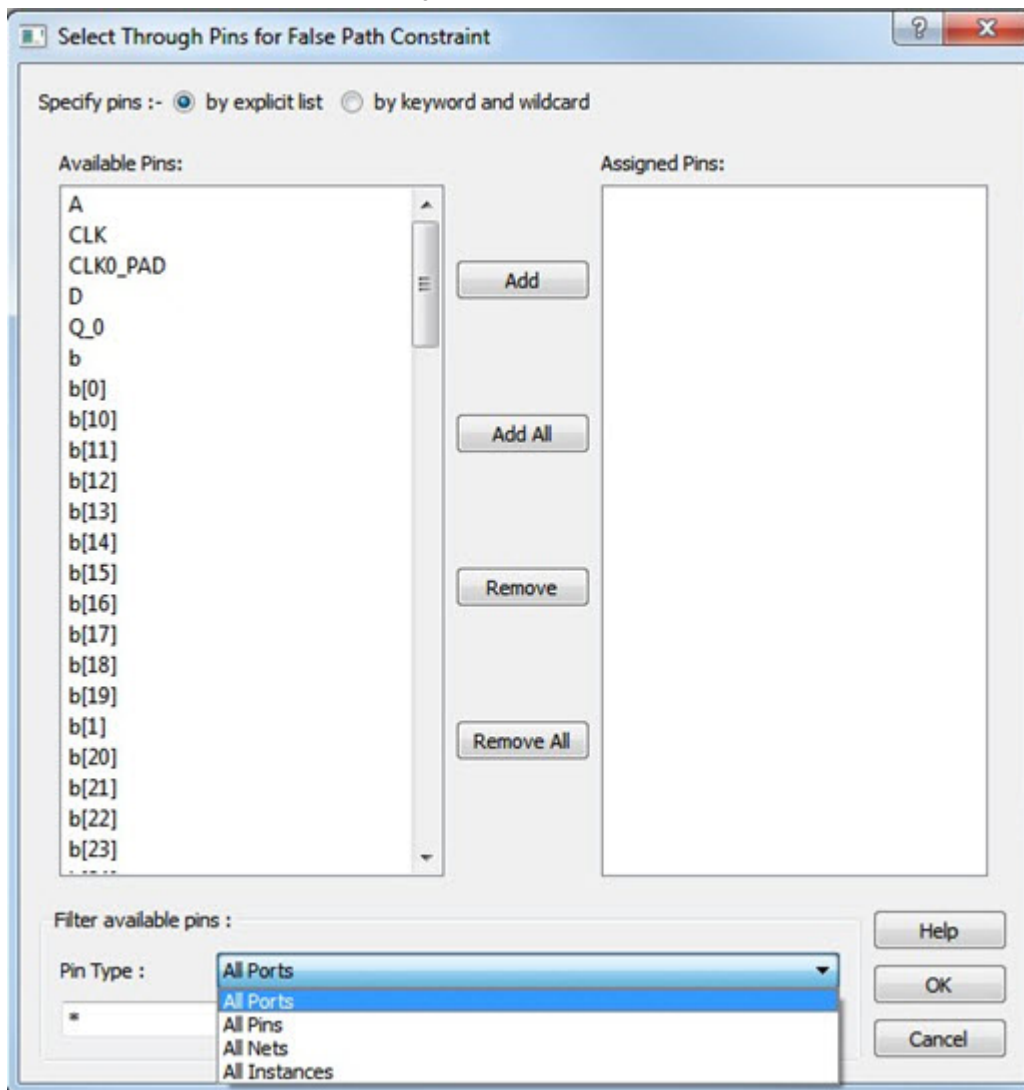 Select Through Pins for False Path Constraint
Specify pins :- by explicit list by keyword and wildcard
Available Pins:
Assigned Pins:
A
CLK
CLK0_PAD
D
Q_0
b
b[0]
b[10]
b[11]
b[12]
b[13]
b[14]
b[15]
b[16]
b[17]
b[18]
b[19]
b[1]
b[20]
b[21]
b[22]
b[23]
Add
Add All
Remove
Remove All
Filter available pins :
Pin Type : All Ports
*
All Ports
All Pins
All Nets
All Instances
Help
OK
Cancel